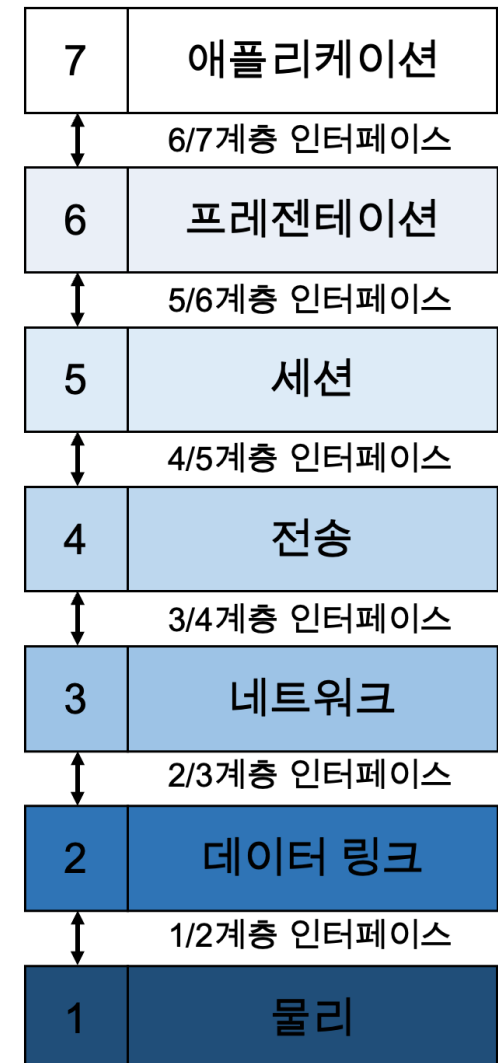 7 애플리케이션
6/7계층 인터페이스
6 프레젠테이션
5/6계층 인터페이스
5 세션
4/5계층 인터페이스
4 전송
3/4계층 인터페이스
3 네트워크
2/3계층 인터페이스
2 데이터 링크
1/2계층 인터페이스
1 물리